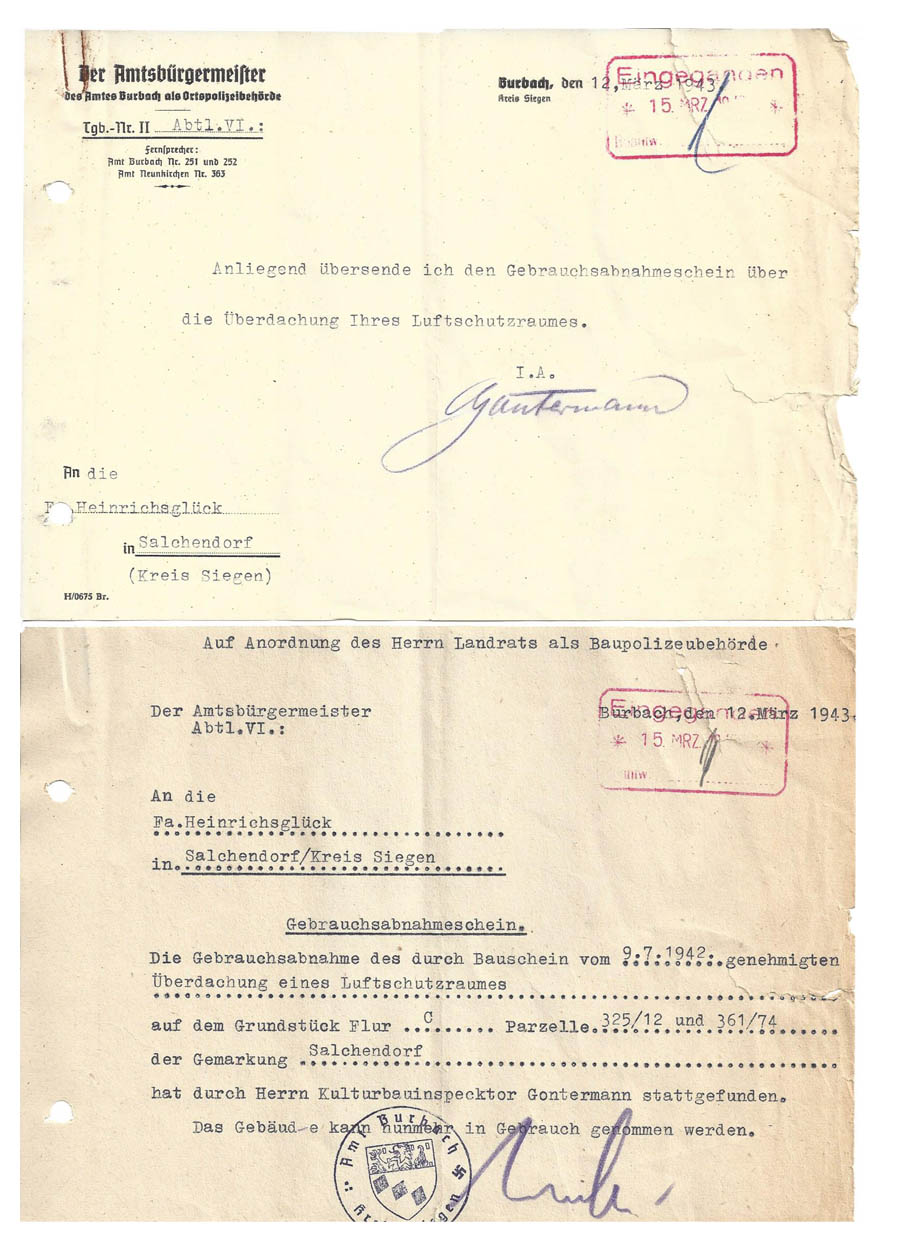 Der Amtsbürgermeister
des Amtes Burbach als Ortspolizeibehörde
Tgb.-Nr. II Abtl.VI.:
Fernsprecher:
Amt Burbach Nr. 251 und 252
Amt Neunkirchen Nr. 363
Burbach, den 12.März 1943
Kreis Siegen
Eingegangen
* 15. MRZ. *
Anliegend übersende ich den Gebrauchsabnahmeschein über
die Überdachung Ihres Luftschutzraumes.
I.A.
Gontermann
An die
Fa.Heinrichsglück
in Salchendorf
(Kreis Siegen)
H/0675 Br.
Auf Anordnung des Herrn Landrats als Baupolizeubehörde
Der Amtsbürgermeister
Abtl.VI.:
Burbach,den 12.März 1943.
Eingegangen
* 15. MRZ. *
An die
Fa.Heinrichsglück
in. Salchendorf/Kreis Siegen
Gebrauchsabnahmeschein.
Die Gebrauchsabnahme des durch Bauschein vom 9.7.1942. genehmigten
Überdachung eines Luftschutzraumes
auf dem Grundstück Flur ..C....... Parzelle.325/12 und 361/74......
der Gemarkung Salchendorf
hat durch Herrn Kulturbauinspecktor Gontermann stattgefunden.
Das Gebäud-e kann nunmehr in Gebrauch genommen werden.
Amt Burbach
Kreis Siegen